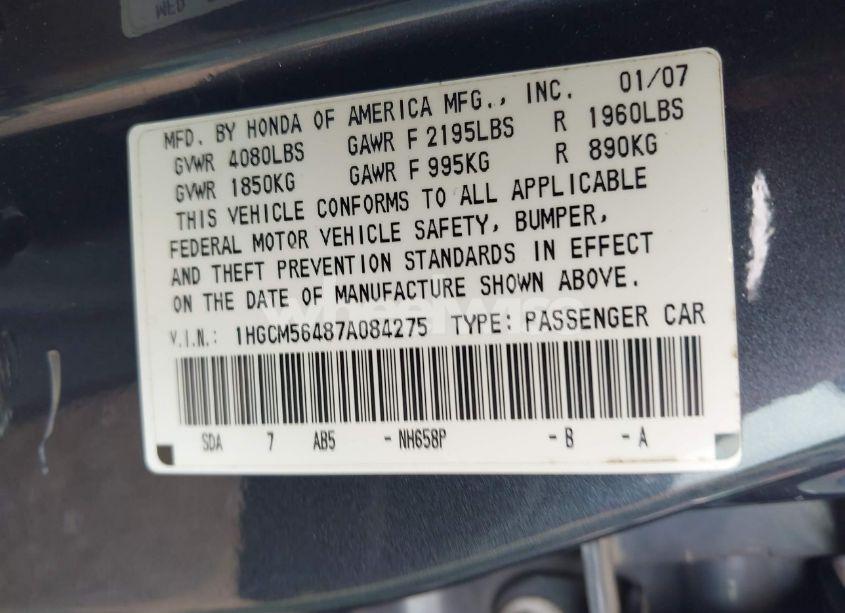 WED
MFD. BY HONDA OF AMERICA MFG., INC. 01/07
GVWR 4080LBS GAWR F 2195LBS R 1960LBS
GVWR 1850KG GAWR F 995KG R 890KG
THIS VEHICLE CONFORMS TO ALL APPLICABLE
FEDERAL MOTOR VEHICLE SAFETY, BUMPER,
AND THEFT PREVENTION STANDARDS IN EFFECT
ON THE DATE OF MANUFACTURE SHOWN ABOVE.
V.I.N.: 1HGCM56487A084275 TYPE: PASSENGER CAR
SDA 7 AB5 -NH658P -B -A